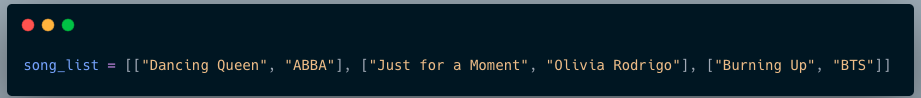 song_list = [["Dancing Queen", "ABBA"], ["Just for a Moment", "Olivia Rodrigo"], ["Burning Up", "BTS"]]